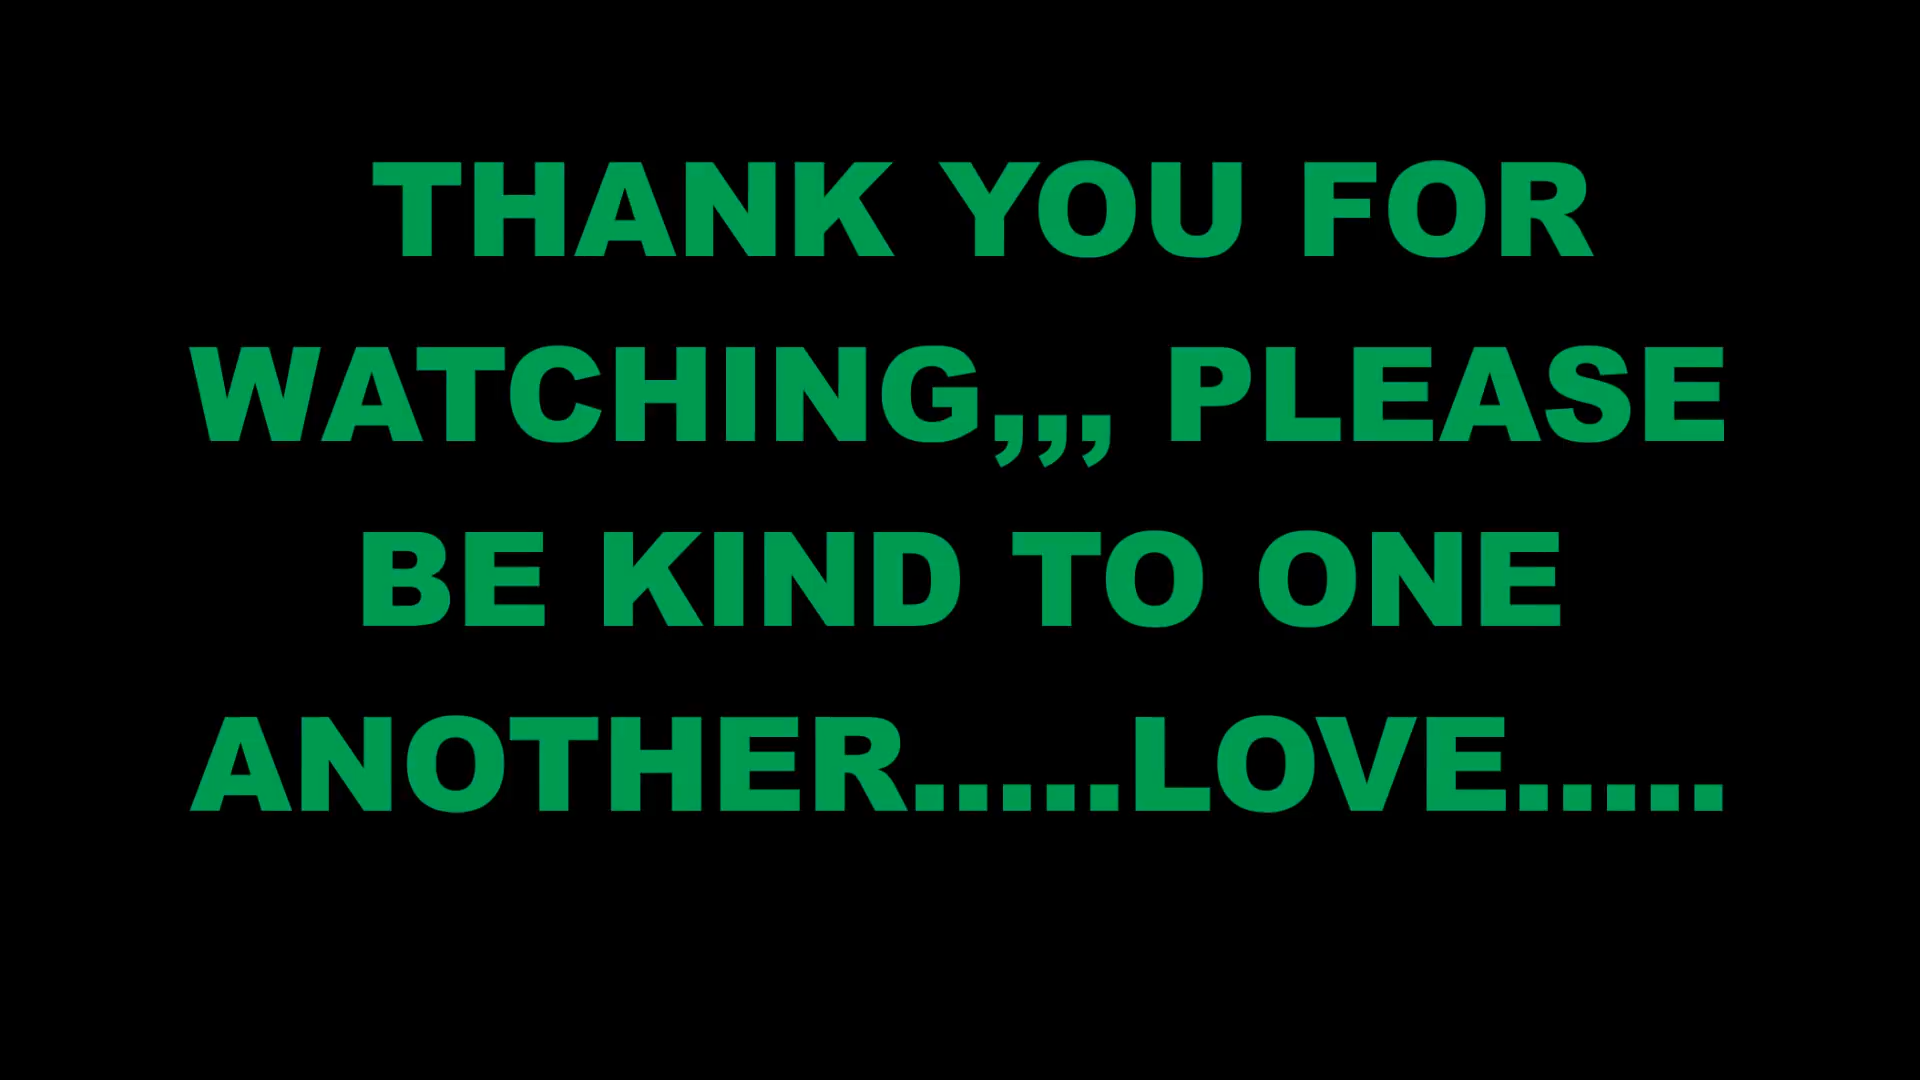 THANK YOU FOR
WATCHING,,, PLEASE
BE KIND TO ONE
ANOTHER.....LOVE.....